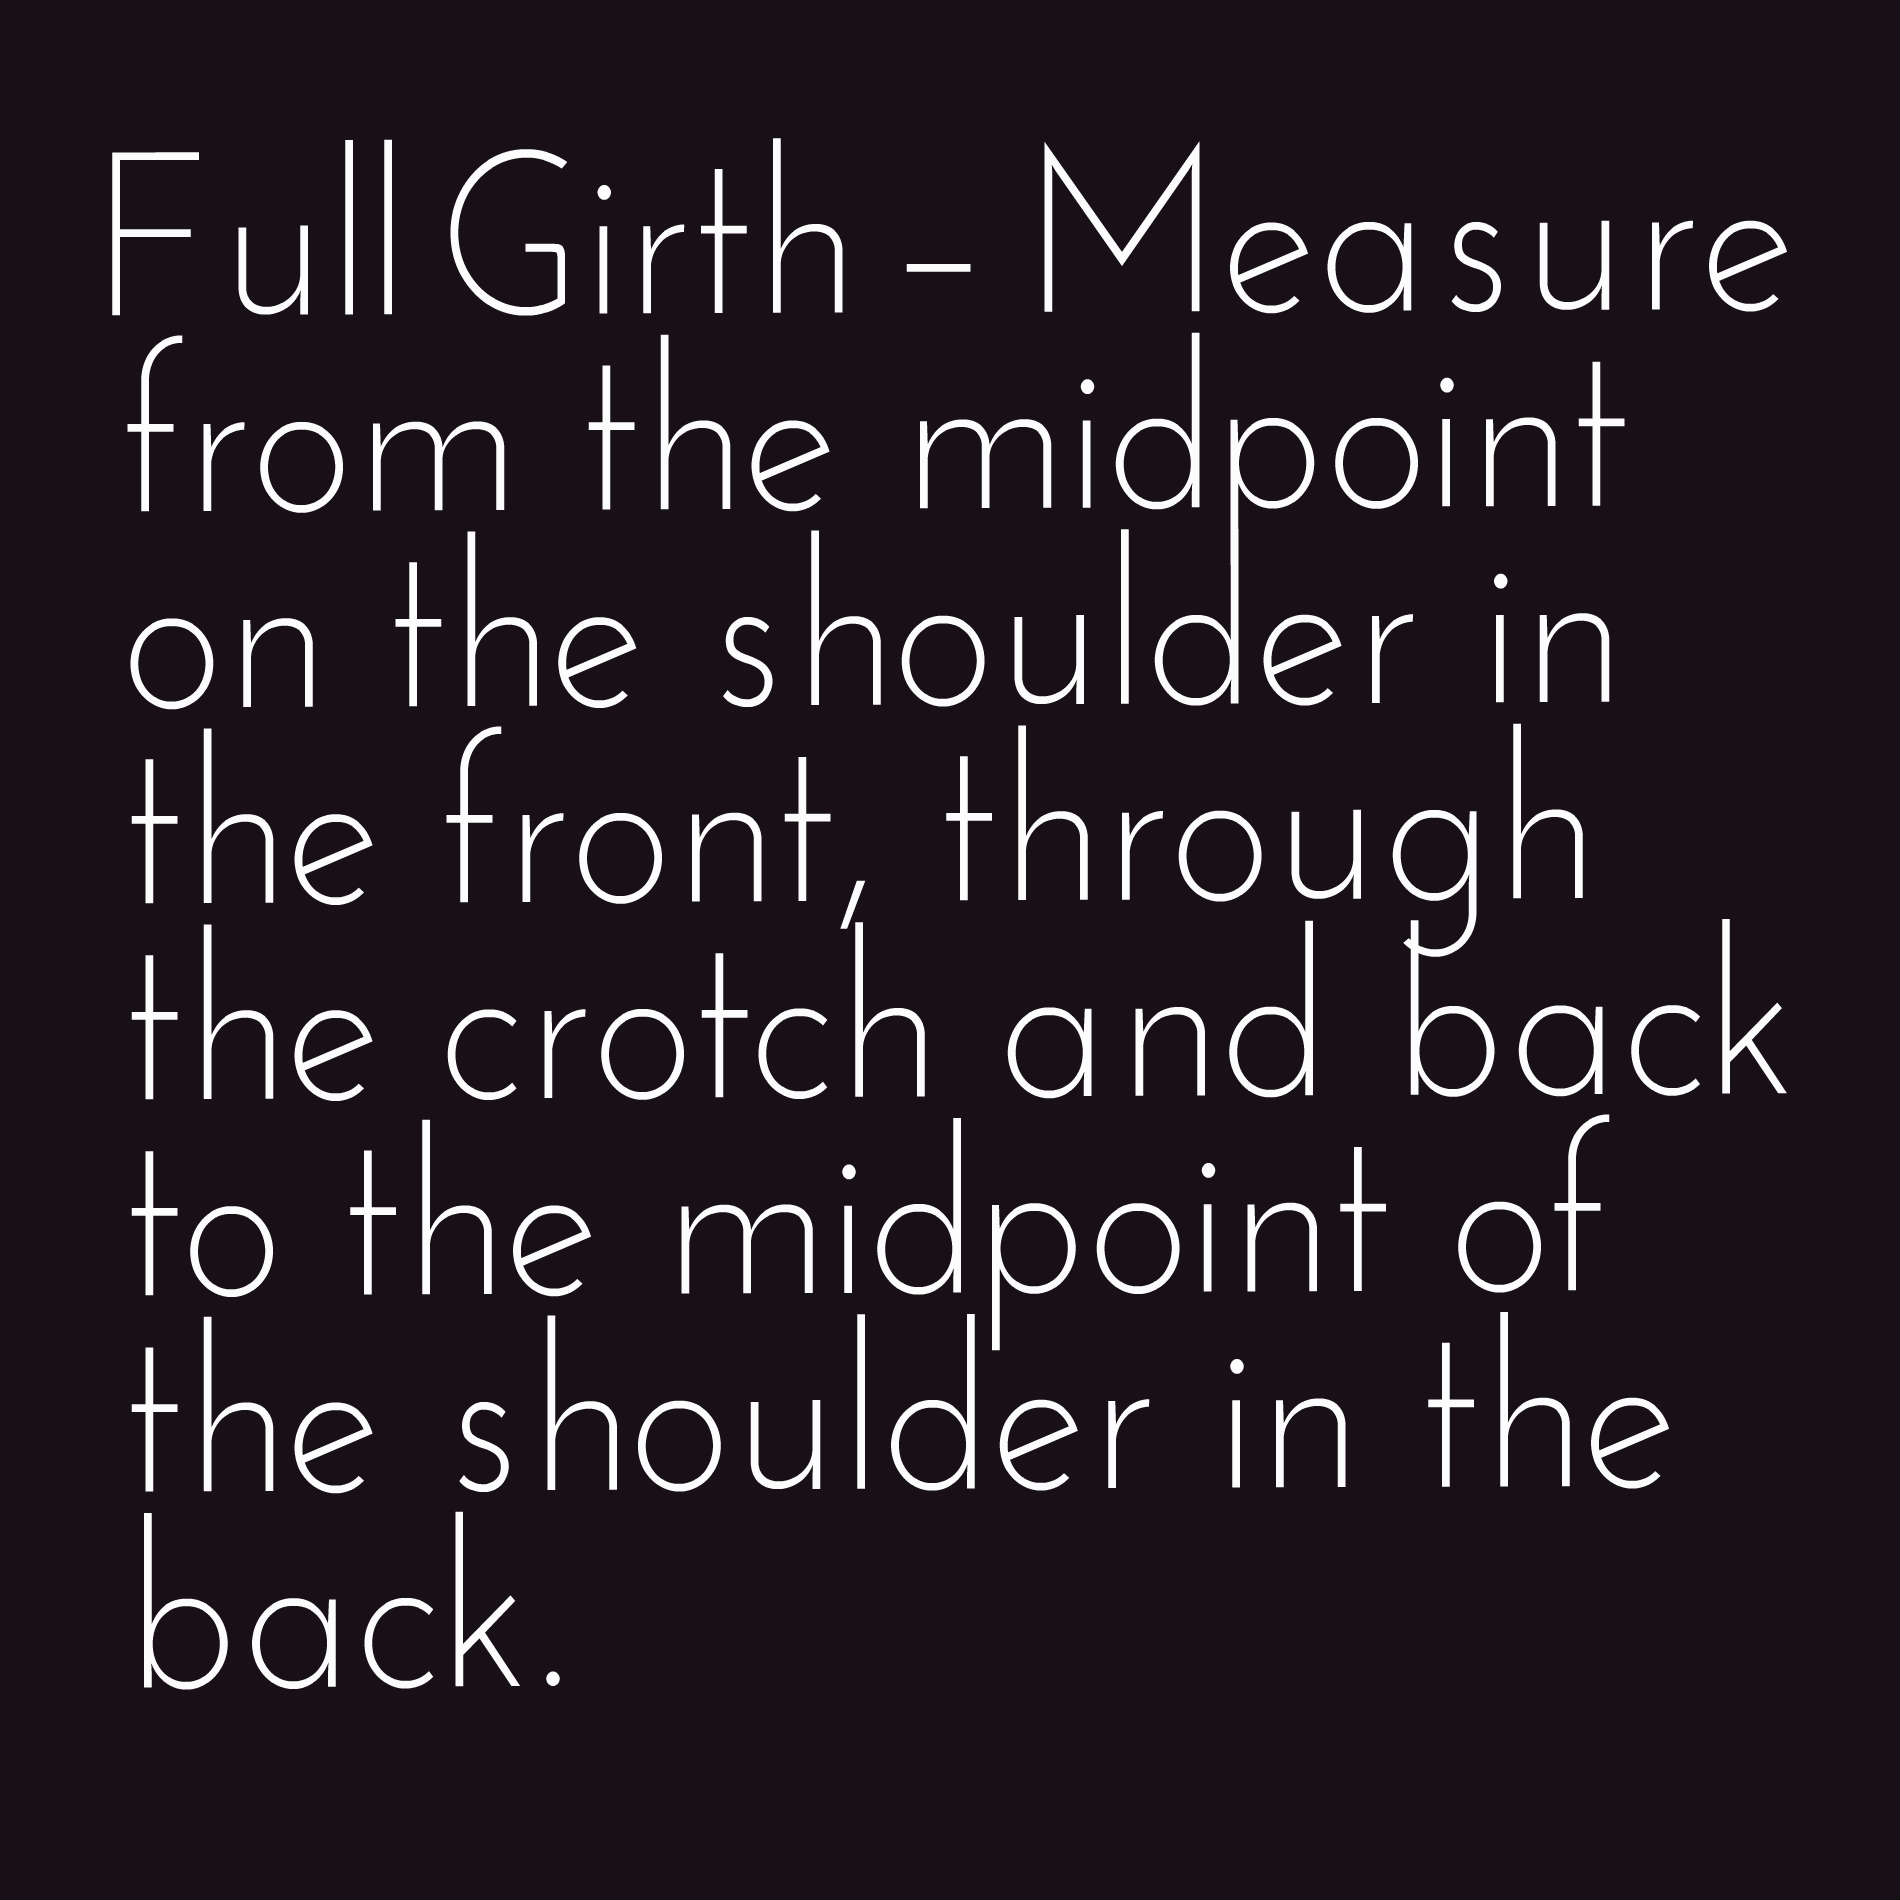 Full Girth – Measure
from the midpoint
on the shoulder in
the front, through
the crotch and back
to the midpoint of
the shoulder in the
back.